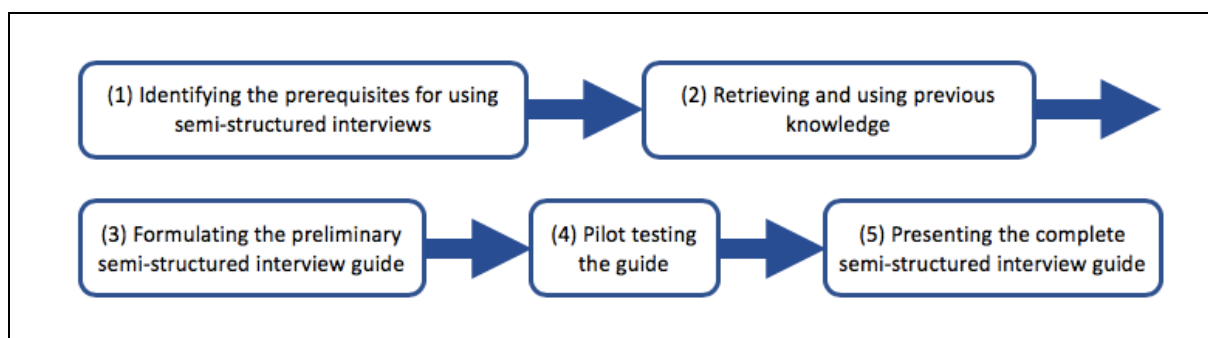 (1) Identifying the prerequisites for using
semi-structured interviews
(2) Retrieving and using previous
knowledge
(3) Formulating the preliminary
semi-structured interview guide
(4) Pilot testing
the guide
(5) Presenting the complete
semi-structured interview guide